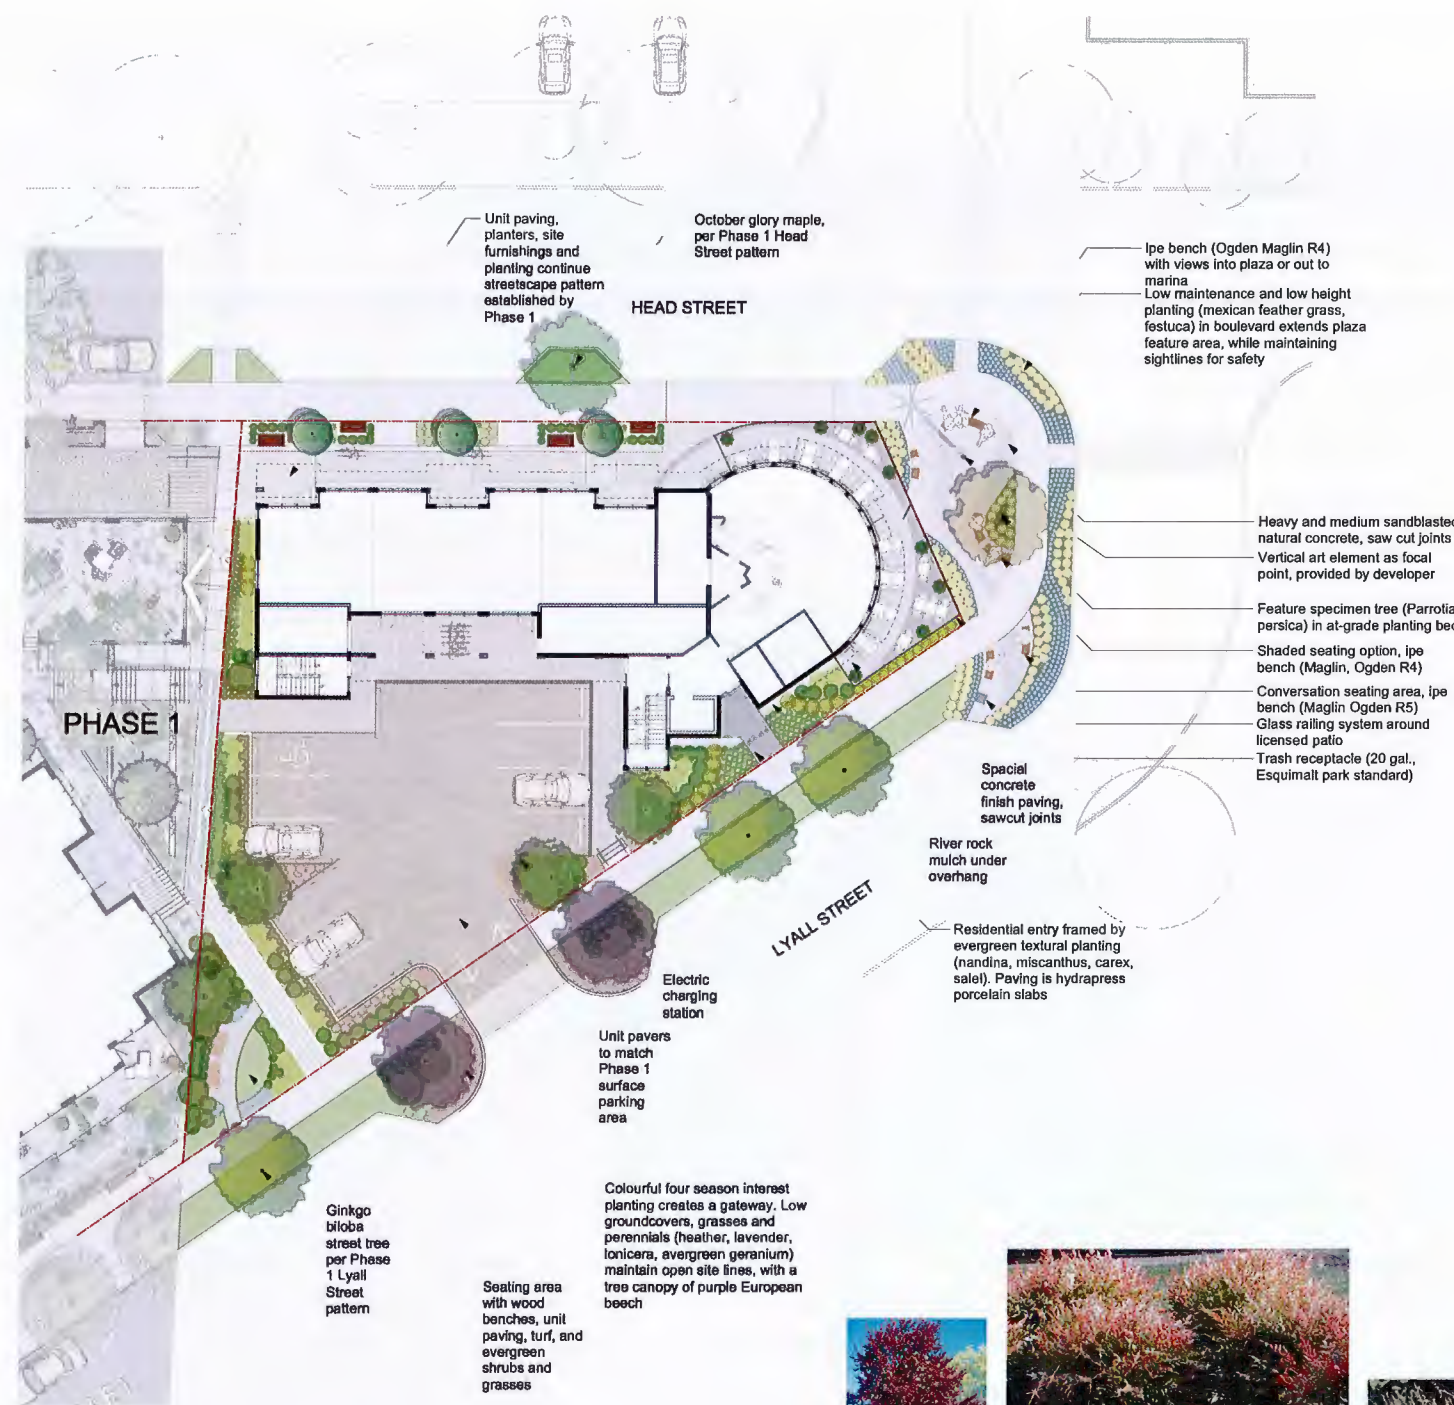 Unit paving,
planters, site
furnishings and
planting continue
streetscape pattern
established by
Phase 1
October glory maple,
per Phase 1 Head
Street pattern
HEAD STREET
Ipe bench (Ogden Maglin R4)
with views into plaza or out to
marina
Low maintenance and low height
planting (mexican feather grass,
festuca) in boulevard extends plaza
feature area, while maintaining
sightlines for safety
Heavy and medium sandblasted
natural concrete, saw cut joints
Vertical art element as focal
point, provided by developer
Feature specimen tree (Parrotia
persica) in at-grade planting bed
Shaded seating option, ipe
bench (Maglin, Ogden R4)
Conversation seating area, ipe
bench (Maglin Ogden R5)
Glass railing system around
licensed patio
Trash receptacle (20 gal.,
Esquimalt park standard)
PHASE 1
Spacial
concrete
finish paving,
sawcut joints
River rock
mulch under
overhang
LYALL STREET
Residential entry framed by
evergreen textural planting
(nandina, miscanthus, carex,
salel). Paving is hydrapress
porcelain slabs
Electric
charging
station
Unit pavers
to match
Phase 1
surface
parking
area
Colourful four season interest
planting creates a gateway. Low
groundcovers, grasses and
perennials (heather, lavender,
lonicera, avergreen geranium)
maintain open site lines, with a
tree canopy of purple European
beech
Ginkgo
biloba
street tree
per Phase
1 Lyall
Street
pattern
Seating area
with wood
benches, unit
paving, turf, and
evergreen
shrubs and
grasses